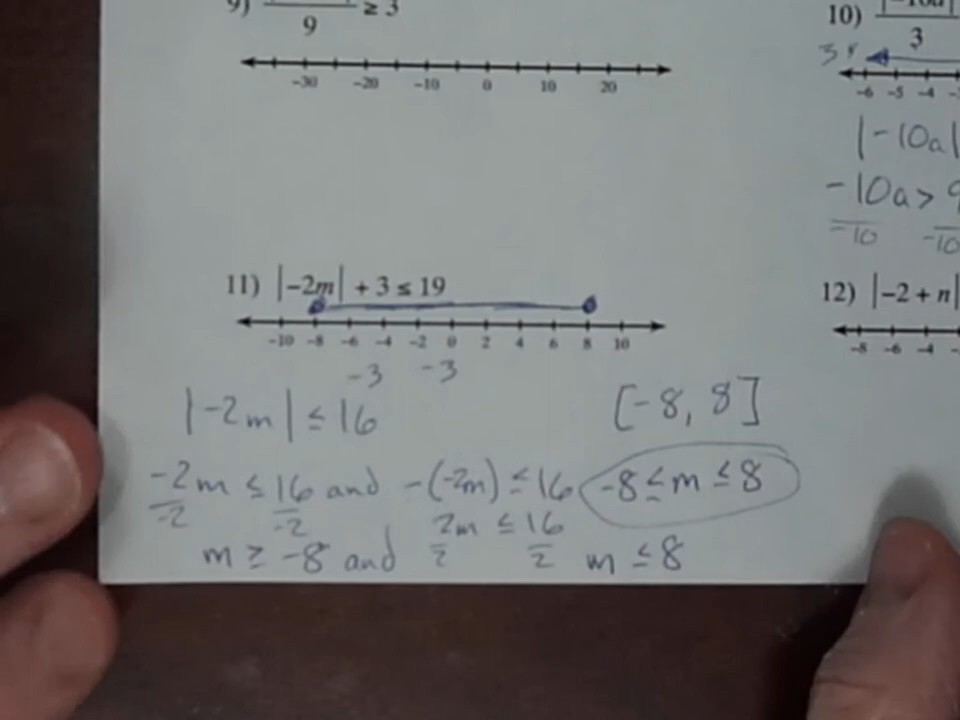 9) 9 ≥ 3
-30 -20 -10 0 10 20
10) |-10a| 3
-6 -5 -4
|-10a|
-10a >
-10 -10
11) |-2m| + 3 ≤ 19
-10 -8 -6 -4 -2 0 2 4 6 8 10
-3 -3
|-2m| ≤ 16 [-8, 8]
-2m ≤ 16 and -(-2m) ≤ 16 -8 ≤ m ≤ 8
-2 -2 2m ≤ 16
m ≥ -8 and 2 2 m ≤ 8
12) |-2 + n|
-8 -6 -4